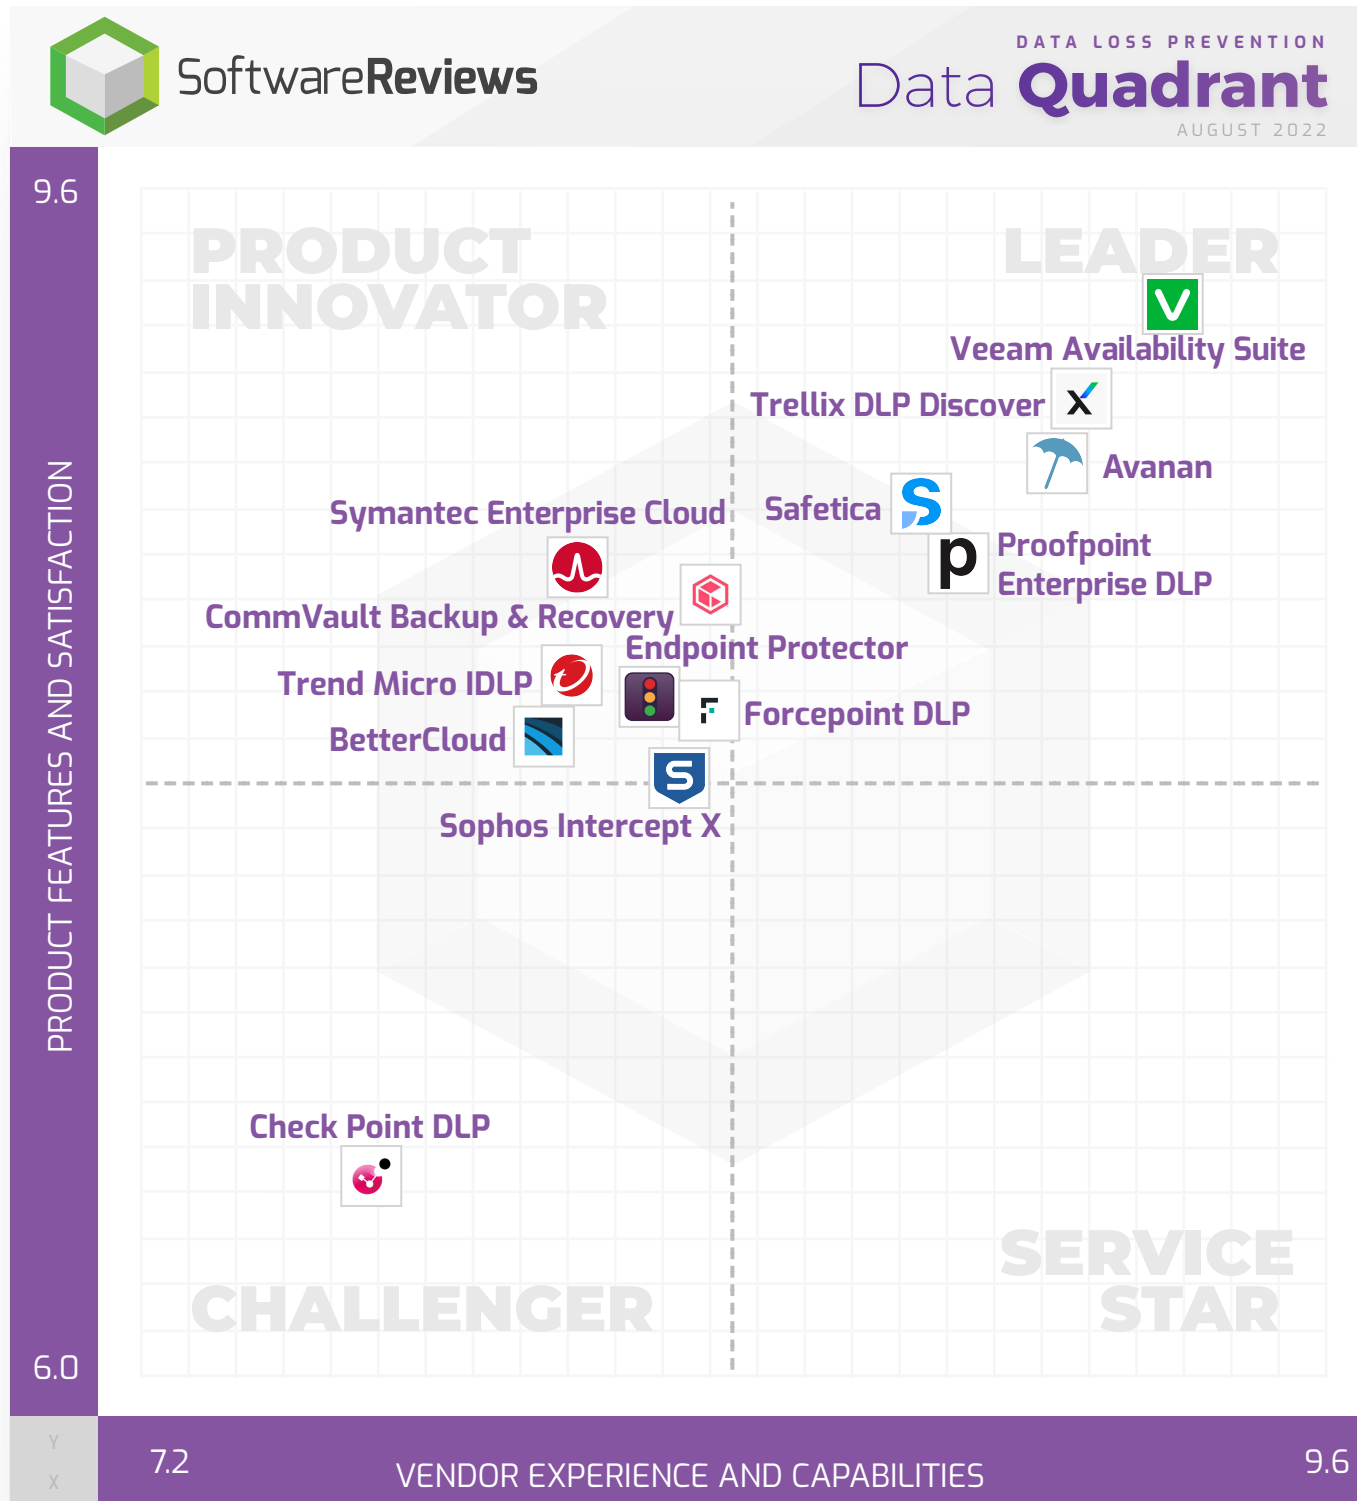 SoftwareReviews
DATA LOSS PREVENTION
Data Quadrant
AUGUST 2022
9.6
PRODUCT FEATURES AND SATISFACTION
6.0
PRODUCT
INNOVATOR
LEADER
Veeam Availability Suite
Trellix DLP Discover
Avanan
Safetica
Symantec Enterprise Cloud
Proofpoint
Enterprise DLP
CommVault Backup & Recovery
Endpoint Protector
Trend Micro IDLP
Forcepoint DLP
BetterCloud
Sophos Intercept X
Check Point DLP
CHALLENGER
SERVICE
STAR
Y
X
7.2
VENDOR EXPERIENCE AND CAPABILITIES
9.6